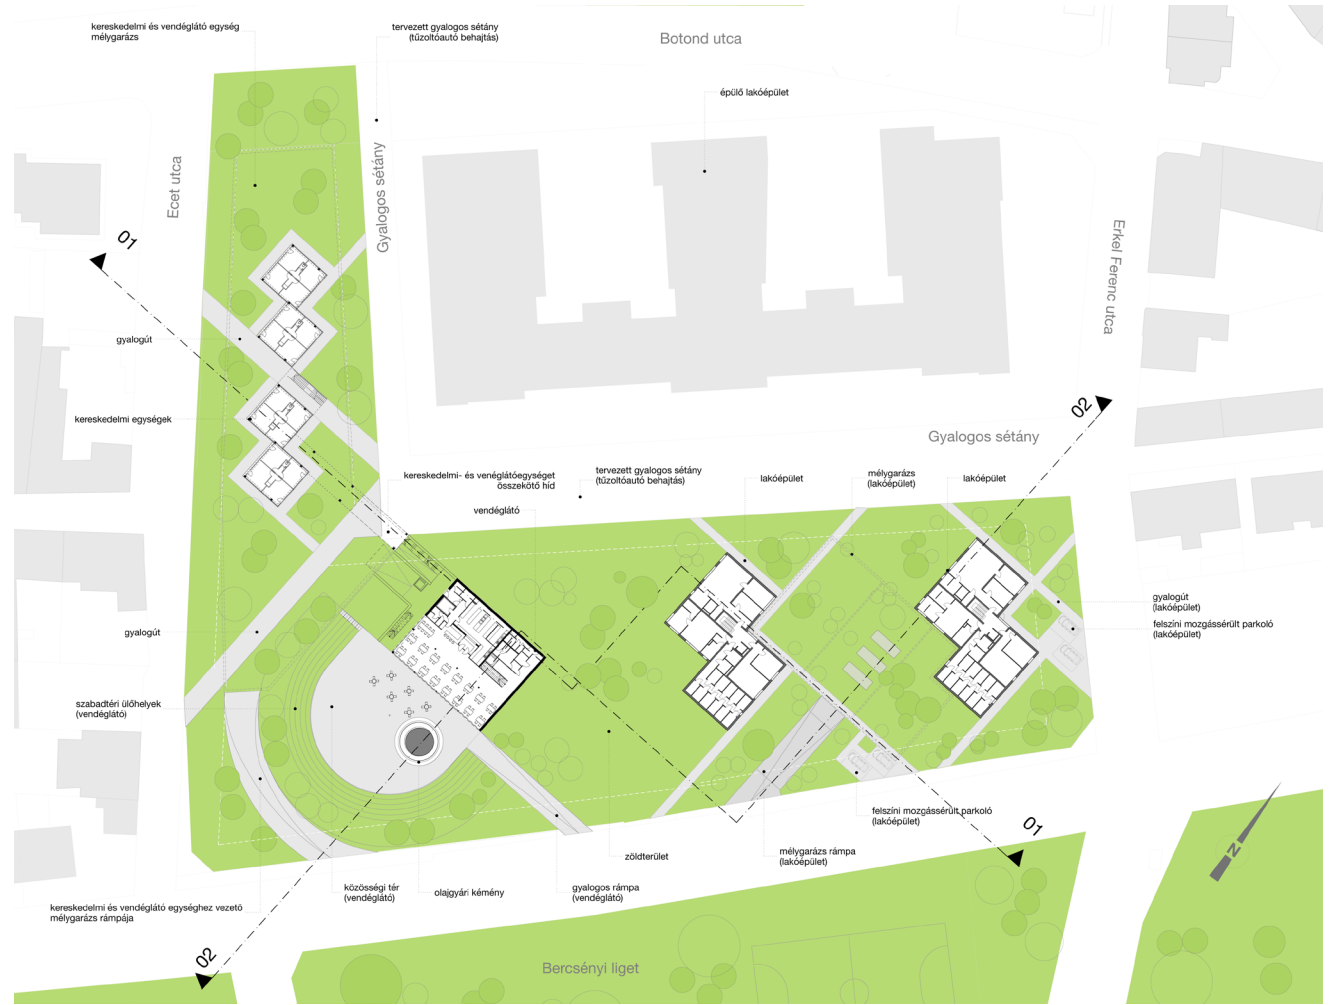 kereskedelmi és vendéglátó egység
mélygarázs
tervezett gyalogos sétány
(tűzoltóautó behajtás)
Botond utca
épülő lakóépület
Ecet utca
Gyalogos sétány
Erkel Ferenc utca
01
gyalogút
kereskedelmi egységek
02
Gyalogos sétány
kereskedelmi- és venéglátóegységet
összekötő híd
vendéglátó
tervezett gyalogos sétány
(tűzoltóautó behajtás)
lakóépület
mélygarázs
(lakóépület)
lakóépület
gyalogút
(lakóépület)
felszíni mozgássérült parkoló
(lakóépület)
gyalogút
szabadtéri ülőhelyek
(vendéglátó)
felszíni mozgássérült parkoló
(lakóépület)
01
zöldterület
mélygarázs rámpa
(lakóépület)
N
közösségi tér
(vendéglátó)
olajgyári kémény
gyalogos rámpa
(vendéglátó)
kereskedelmi és vendéglátó egységhez vezető
mélygarázs rámpája
02
Bercsényi liget